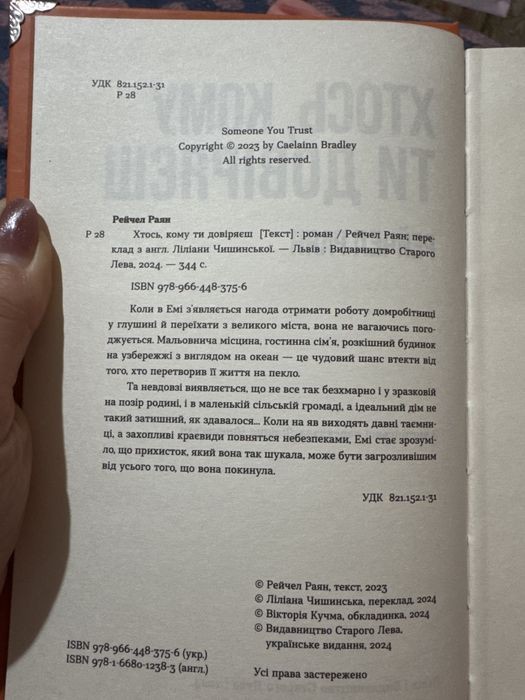 УДК 821.152.1-31
Р 28
Someone You Trust
Copyright © 2023 by Caelainn Bradley
All rights reserved.
Рейчел Раян
Р 28 Хтось, кому ти довіряєш [Текст] : роман / Рейчел Раян; пере-
клад з англ. Ліліани Чишинської. — Львів : Видавництво Старого
Лева, 2024. — 344 с.
ISBN 978-966-448-375-6
Коли в Емі з'являється нагода отримати роботу домробітниці
у глушині й переїхати з великого міста, вона не вагаючись пого-
джується. Мальовнича місцина, гостинна сім'я, розкішний будинок
на узбережжі з виглядом на океан — це чудовий шанс втекти від
того, хто перетворив її життя на пекло.
Та невдовзі виявляється, що не все так безхмарно і у зразковій
на позір родині, і в маленькій сільській громаді, а ідеальний дім не
такий затишний, як здавалося... Коли на яв виходять давні таємни-
ці, а захопливі краєвиди повняться небезпеками, Емі стає зрозумі-
ло, що прихисток, який вона так шукала, може бути загрозливішим
від усього того, що вона покинула.
УДК 821.152.1-31
© Рейчел Раян, текст, 2023
© Ліліана Чишинська, переклад, 2024
© Вікторія Кучма, обкладинка, 2024
© Видавництво Старого Лева,
українське видання, 2024
ISBN 978-966-448-375-6 (укр.)
ISBN 978-1-6680-1238-3 (англ.)
Усі права застережено
ХТОСЬ, КОМУ
ТИ ДОВІРЯЄШ